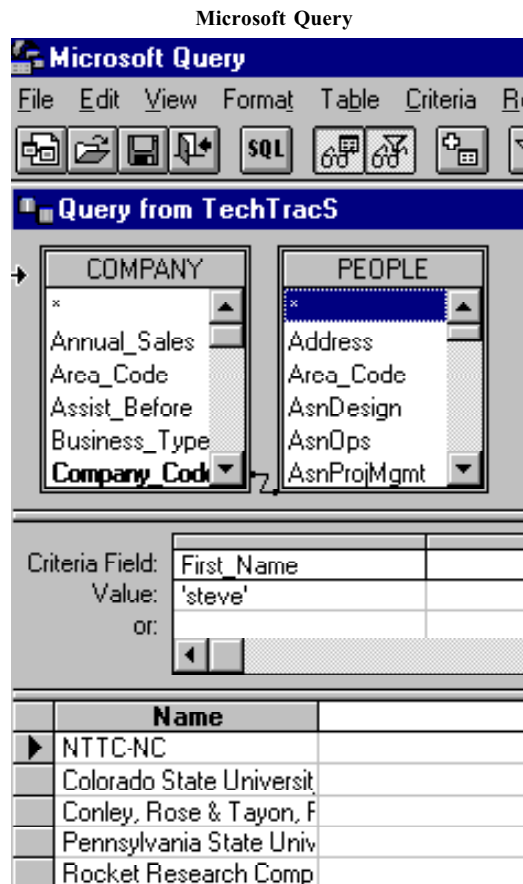 Microsoft Query
Microsoft Query
File Edit View Format Table Criteria
SQL
Query from TechTracS
COMPANY PEOPLE
* *
Annual_Sales Address
Area_Code Area_Code
Assist_Before AsnDesign
Business_Type AsnOps
Company_Cod AsnProjMgmt
Criteria Field: First_Name
Value: 'steve'
or:
Name
NTTC-NC
Colorado State Universit
Conley, Rose & Tayon, P
Pennsylvania State Univ
Rocket Research Comp